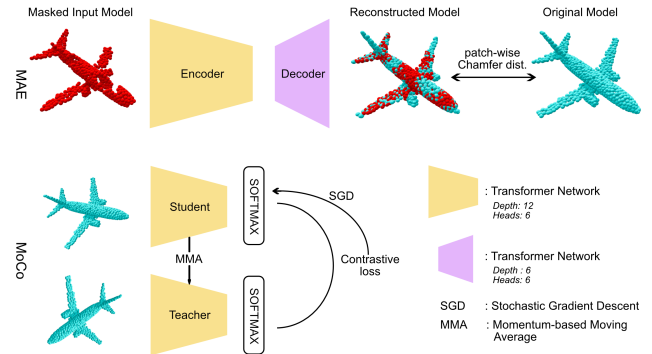 Masked Input Model
Reconstructed Model
Original Model
MAE
Encoder
Decoder
patch-wise
Chamfer dist.
MoCo
Student
SOFTMAX
SGD
MMA
Contrastive
loss
Teacher
SOFTMAX
: Transformer Network
Depth: 12
Heads: 6
: Transformer Network
Depth : 6
Heads: 6
SGD : Stochastic Gradient Descent
MMA : Momentum-based Moving
Average